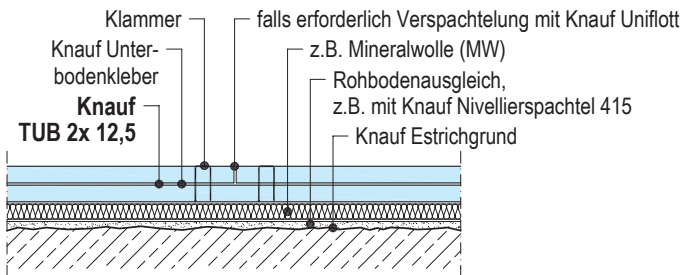 Klammer
falls erforderlich Verspachtelung mit Knauf Uniflott
Knauf Unter-
bodenkleber
z.B. Mineralwolle (MW)
Knauf
TUB 2x 12,5
Rohbodenausgleich,
z.B. mit Knauf Nivellierspachtel 415
Knauf Estrichgrund